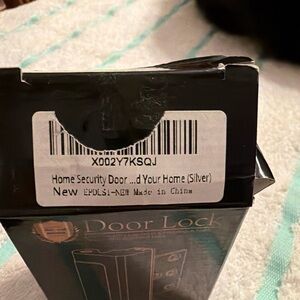 X002Y7KSQJ
Home Security Door ...d Your Home (Silver)
New EPDLS1-NEW Made in China
Door Lock